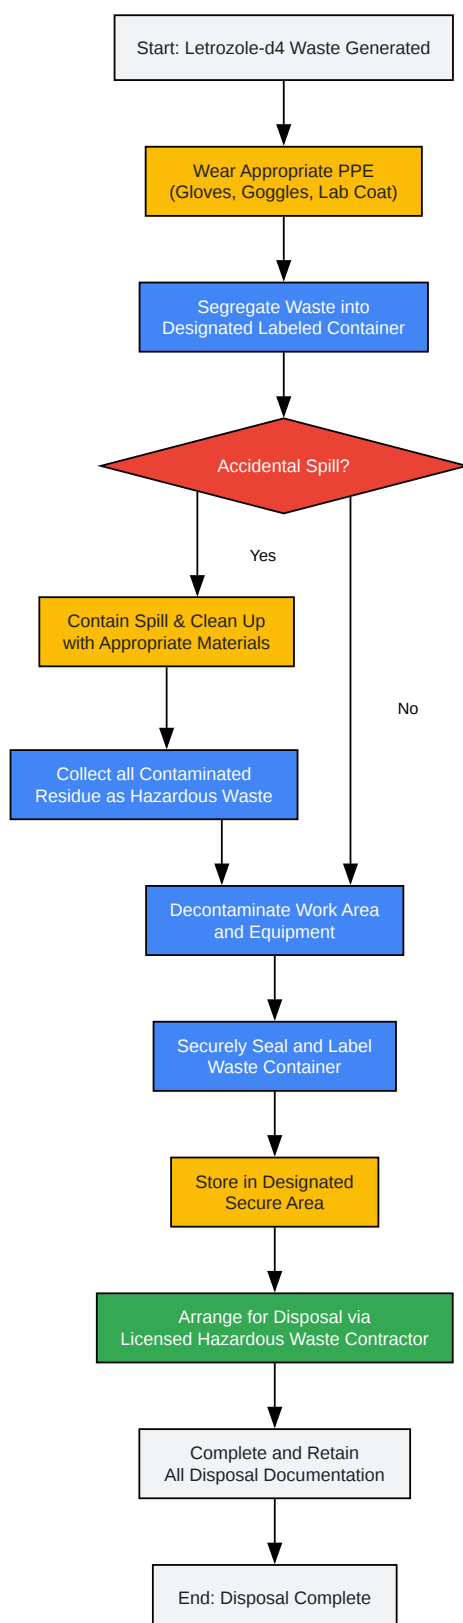 Start: Letrozole-d4 Waste Generated
Wear Appropriate PPE
(Gloves, Goggles, Lab Coat)
Segregate Waste into
Designated Labeled Container
Accidental Spill?
Yes
Contain Spill & Clean Up
with Appropriate Materials
No
Collect all Contaminated
Residue as Hazardous Waste
Decontaminate Work Area
and Equipment
Securely Seal and Label
Waste Container
Store in Designated
Secure Area
Arrange for Disposal via
Licensed Hazardous Waste Contractor
Complete and Retain
All Disposal Documentation
End: Disposal Complete